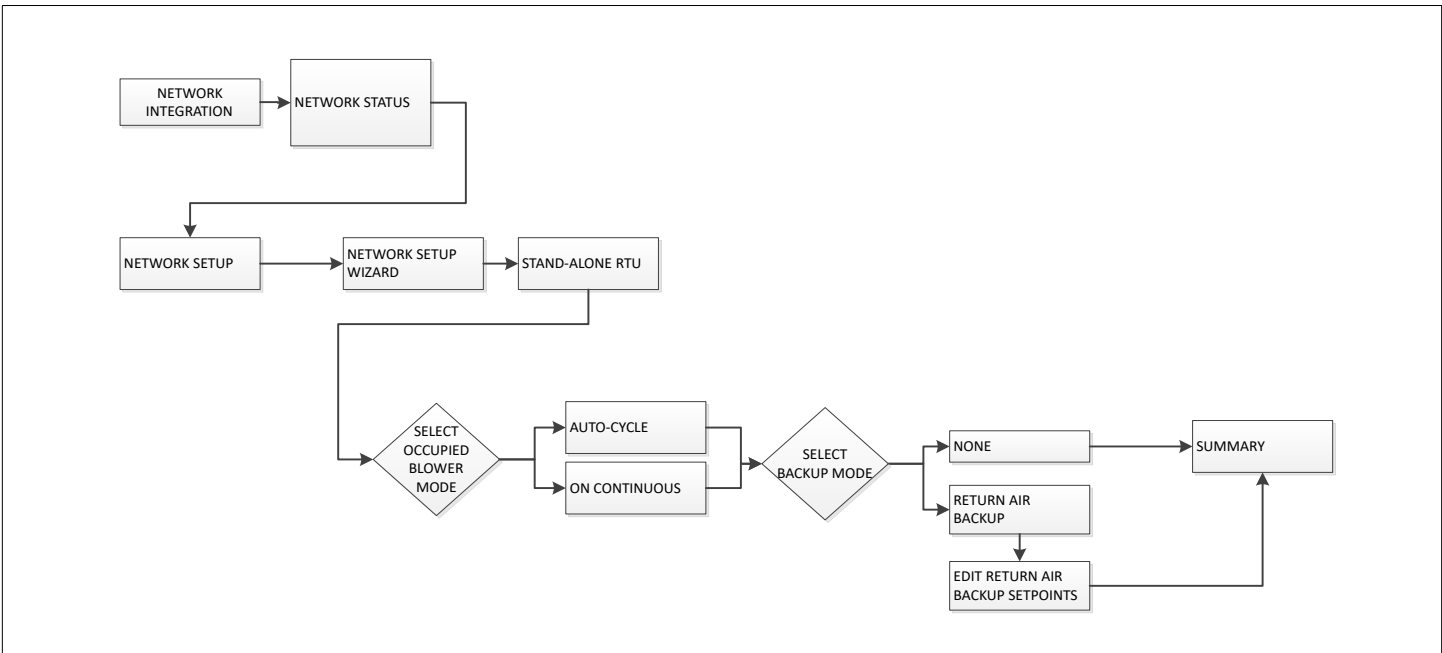 NETWORK
INTEGRATION
NETWORK STATUS
NETWORK SETUP
NETWORK SETUP
WIZARD
STAND-ALONE RTU
SELECT
OCCUPIED
BLOWER
MODE
AUTO-CYCLE
ON CONTINUOUS
SELECT
BACKUP MODE
NONE
RETURN AIR
BACKUP
EDIT RETURN AIR
BACKUP SETPOINTS
SUMMARY